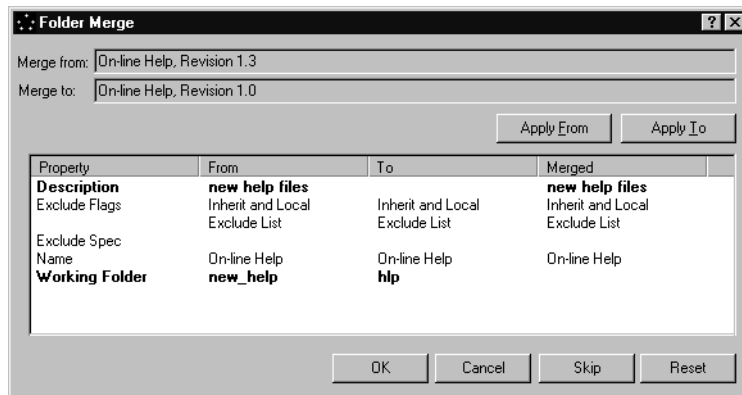 Folder Merge
Merge from: On-line Help, Revision 1.3
Merge to: On-line Help, Revision 1.0
Apply From Apply To
Property From To Merged
Description new help files new help files
Exclude Flags Inherit and Local Inherit and Local Inherit and Local
Exclude List Exclude List Exclude List
Exclude Spec
Name On-line Help On-line Help On-line Help
Working Folder new_help hlp
OK Cancel Skip Reset